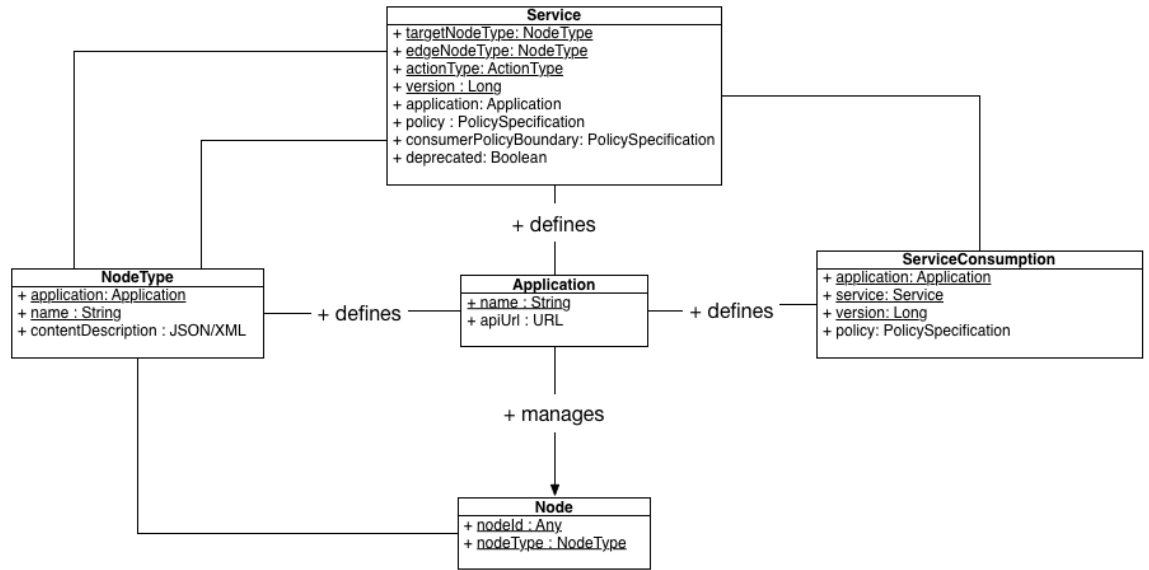 Service
+ targetNodeType: NodeType
+ edgeNodeType: NodeType
+ actionType: ActionType
+ version : Long
+ application: Application
+ policy : PolicySpecification
+ consumerPolicyBoundary: PolicySpecification
+ deprecated: Boolean
+ defines
NodeType
+ application: Application
+ name : String
+ contentDescription : JSON/XML
+ defines
Application
+ name : String
+ apiUrl : URL
+ defines
ServiceConsumption
+ application: Application
+ service: Service
+ version: Long
+ policy: PolicySpecification
+ manages
Node
+ nodeId : Any
+ nodeType : NodeType